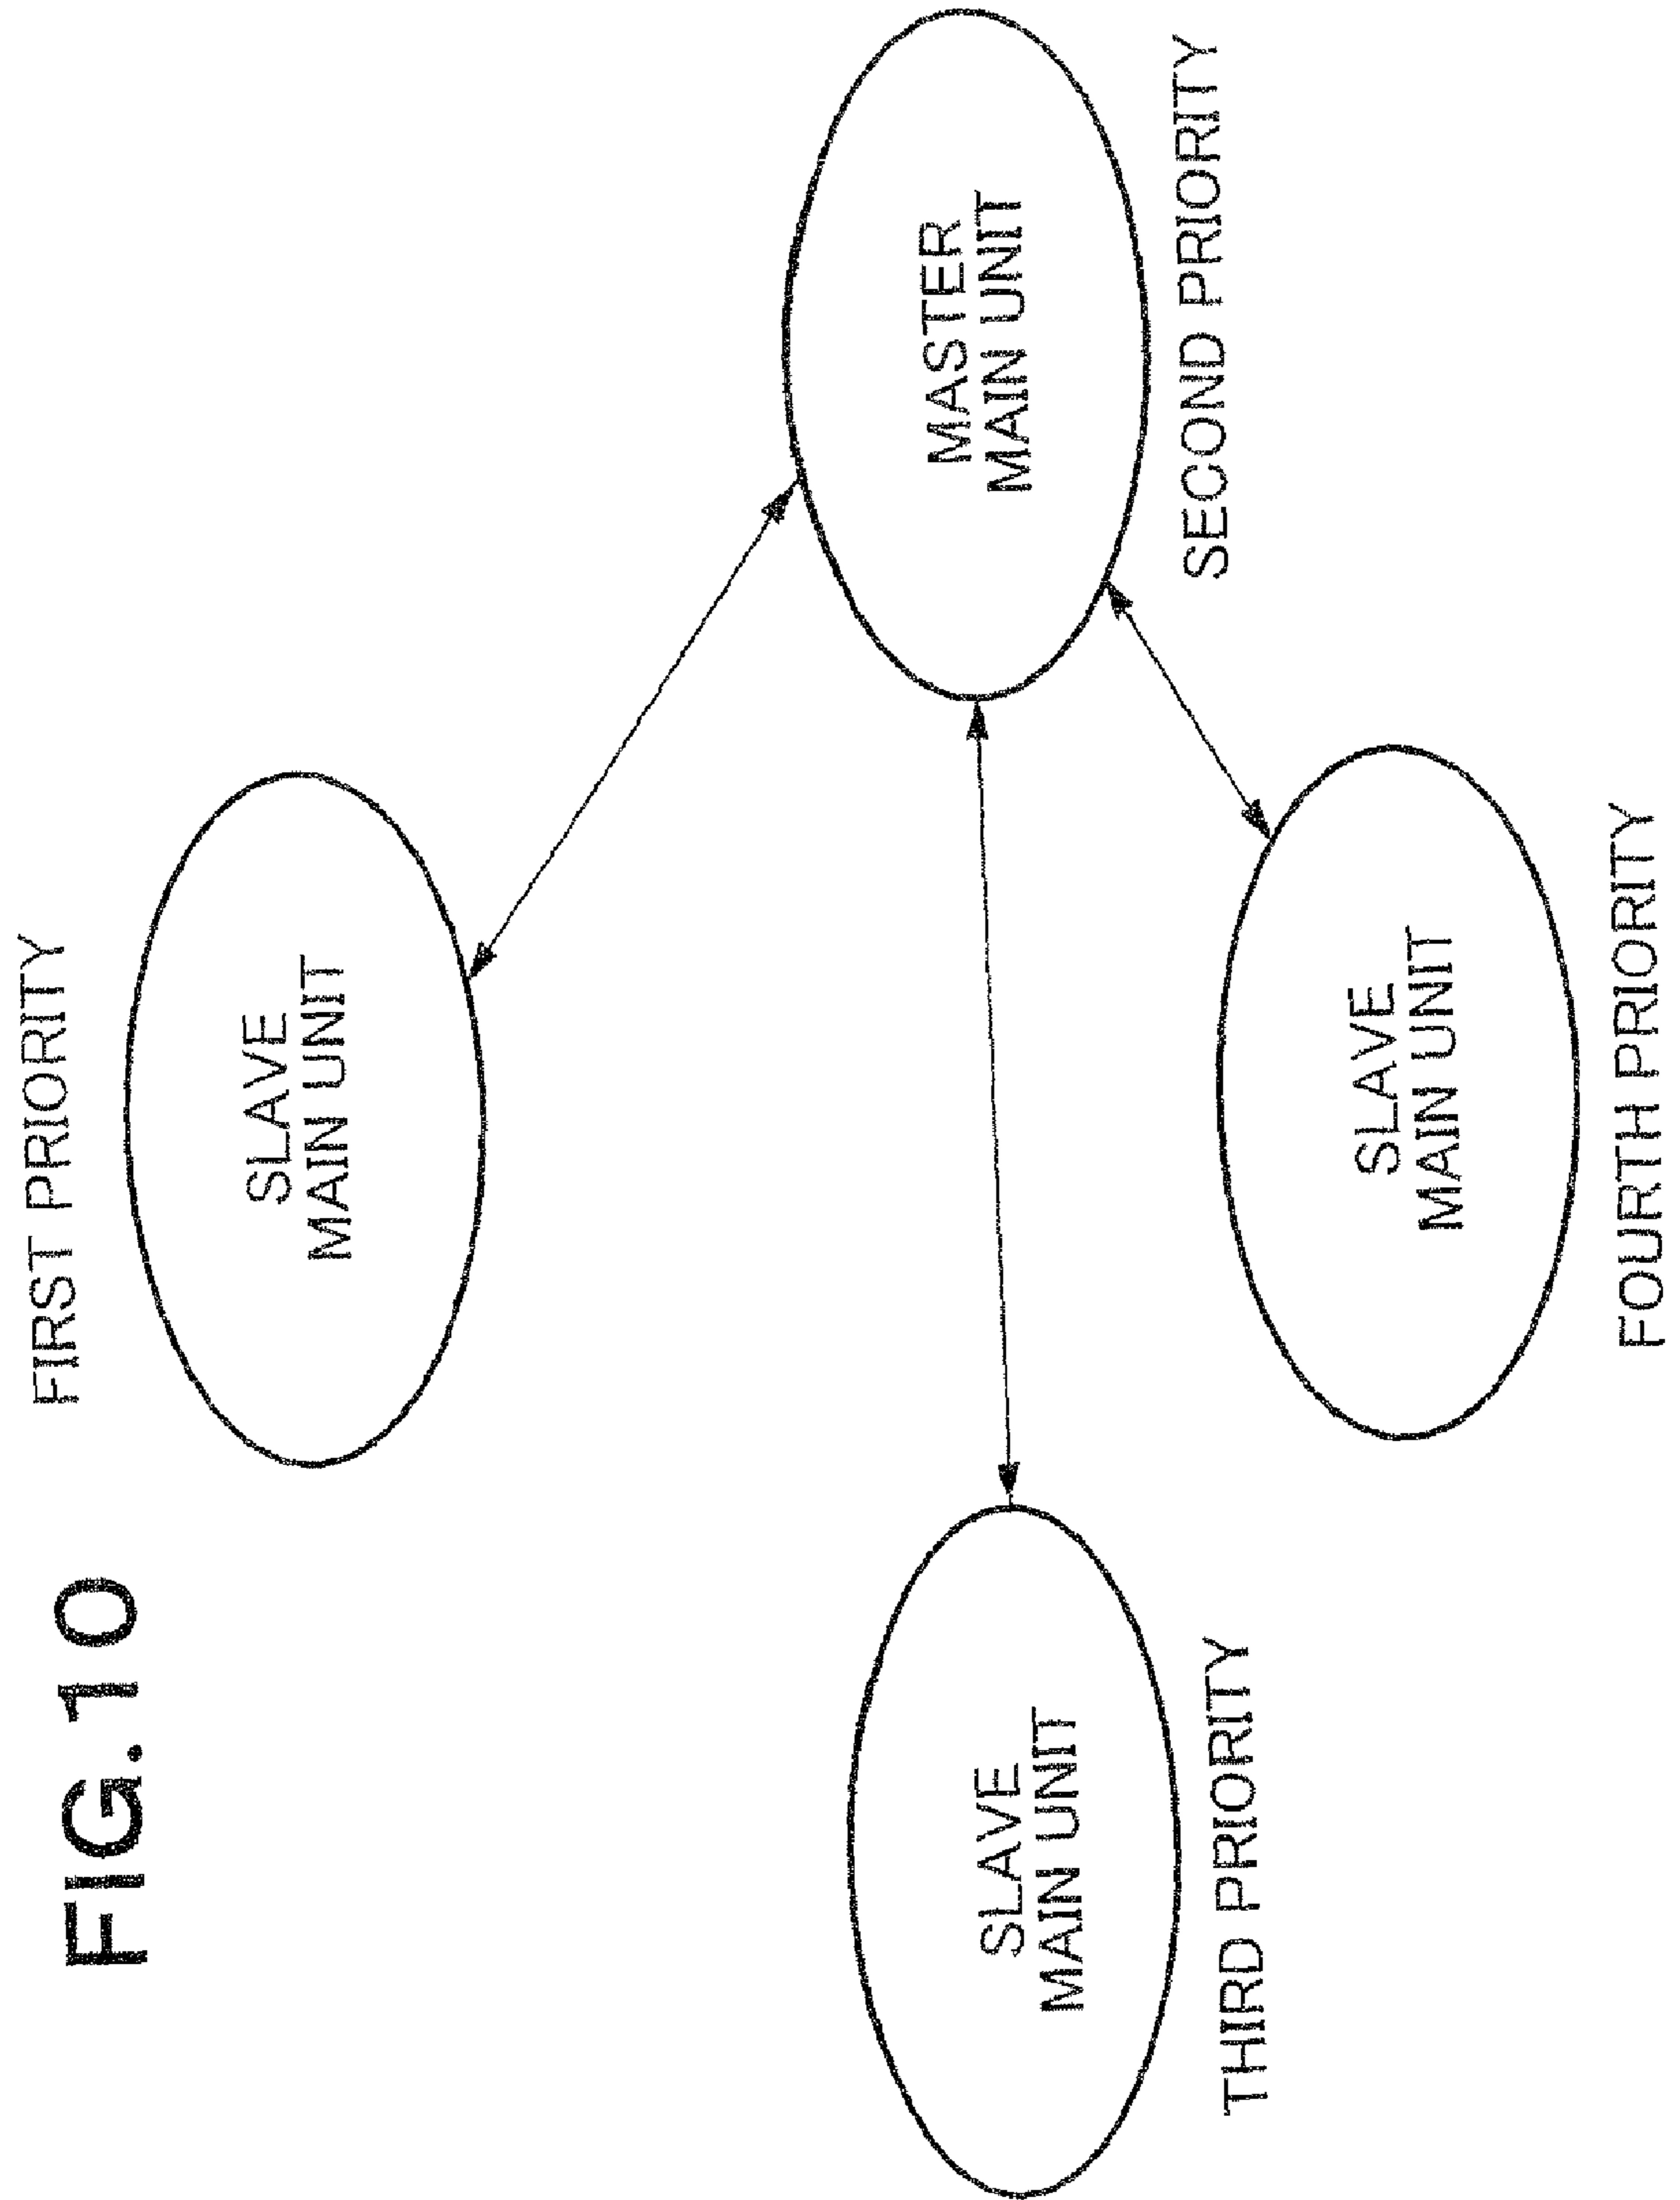 FIG.10
FIRST PRIORITY
SLAVE
MAIN UNIT
MASTER
MAIN UNIT
SECOND PRIORITY
SLAVE
MAIN UNIT
THIRD PRIORITY
SLAVE
MAIN UNIT
FOURTH PRIORITY